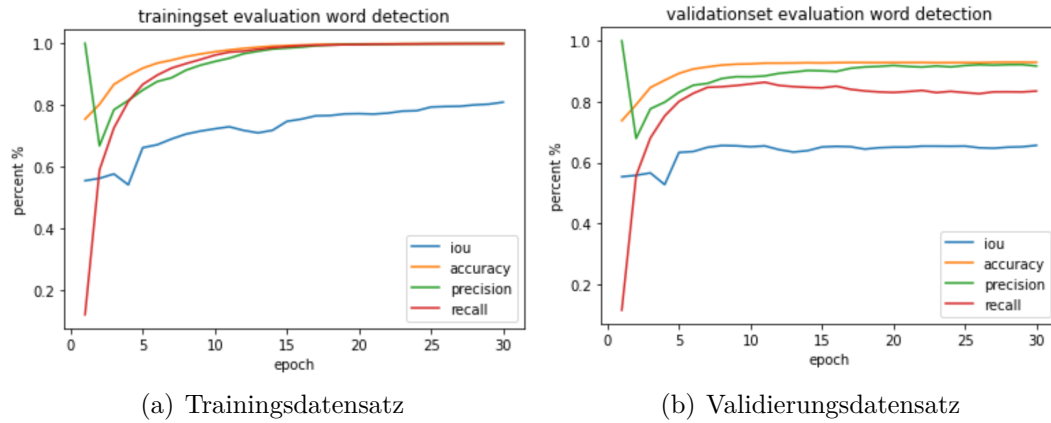 trainingset evaluation word detection
percent %
1.0
0.8
0.6
0.4
0.2
0
5
10
15
20
25
30
epoch
iou
accuracy
precision
recall
(a) Trainingsdatensatz
validationset evaluation word detection
percent %
1.0
0.8
0.6
0.4
0.2
0
5
10
15
20
25
30
epoch
iou
accuracy
precision
recall
(b) Validierungsdatensatz